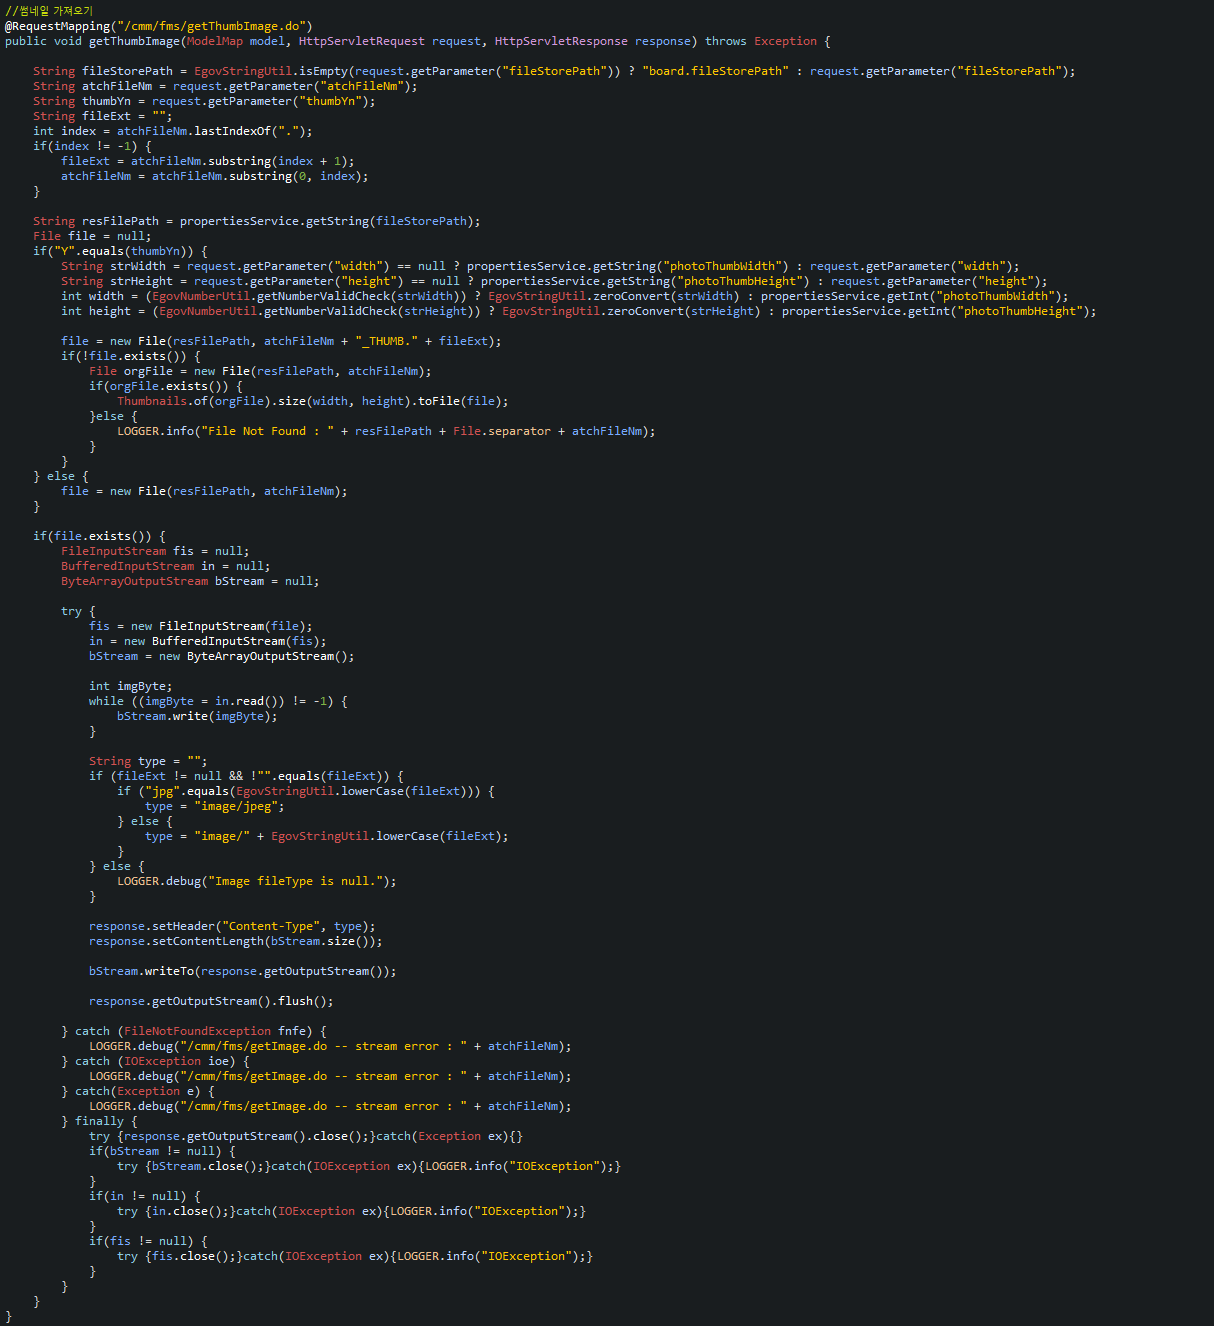 //썸네일 가져오기
@RequestMapping("/cmm/fms/getThumbImage.do")
public void getThumbImage(ModelMap model, HttpServletRequest request, HttpServletResponse response) throws Exception {

    String fileStorePath = EgovStringUtil.isEmpty(request.getParameter("fileStorePath")) ? "board.fileStorePath" : request.getParameter("fileStorePath");
    String atchFileNm = request.getParameter("atchFileNm");
    String thumbYn = request.getParameter("thumbYn");
    String fileExt = "";
    int index = atchFileNm.lastIndexOf(".");
    if(index != -1) {
        fileExt = atchFileNm.substring(index + 1);
        atchFileNm = atchFileNm.substring(0, index);
    }

    String resFilePath = propertiesService.getString(fileStorePath);
    File file = null;
    if("Y".equals(thumbYn)) {
        String strWidth = request.getParameter("width") == null ? propertiesService.getString("photoThumbWidth") : request.getParameter("width");
        String strHeight = request.getParameter("height") == null ? propertiesService.getString("photoThumbHeight") : request.getParameter("height");
        int width = (EgovNumberUtil.getNumberValidCheck(strWidth)) ? EgovStringUtil.zeroConvert(strWidth) : propertiesService.getInt("photoThumbWidth");
        int height = (EgovNumberUtil.getNumberValidCheck(strHeight)) ? EgovStringUtil.zeroConvert(strHeight) : propertiesService.getInt("photoThumbHeight");

        file = new File(resFilePath, atchFileNm + "_THUMB." + fileExt);
        if(!file.exists()) {
            File orgFile = new File(resFilePath, atchFileNm);
            if(orgFile.exists()) {
                Thumbnails.of(orgFile).size(width, height).toFile(file);
            }else {
                LOGGER.info("File Not Found : " + resFilePath + File.separator + atchFileNm);
            }
        }
    } else {
        file = new File(resFilePath, atchFileNm);
    }

    if(file.exists()) {
        FileInputStream fis = null;
        BufferedInputStream in = null;
        ByteArrayOutputStream bStream = null;

        try {
            fis = new FileInputStream(file);
            in = new BufferedInputStream(fis);
            bStream = new ByteArrayOutputStream();

            int imgByte;
            while ((imgByte = in.read()) != -1) {
                bStream.write(imgByte);
            }

            String type = "";
            if (fileExt != null && !"".equals(fileExt)) {
                if ("jpg".equals(EgovStringUtil.lowerCase(fileExt))) {
                    type = "image/jpeg";
                } else {
                    type = "image/" + EgovStringUtil.lowerCase(fileExt);
                }
            } else {
                LOGGER.debug("Image fileType is null.");
            }

            response.setHeader("Content-Type", type);
            response.setContentLength(bStream.size());

            bStream.writeTo(response.getOutputStream());

            response.getOutputStream().flush();

        } catch (FileNotFoundException fnfe) {
            LOGGER.debug("/cmm/fms/getImage.do -- stream error : " + atchFileNm);
        } catch (IOException ioe) {
            LOGGER.debug("/cmm/fms/getImage.do -- stream error : " + atchFileNm);
        } catch(Exception e) {
            LOGGER.debug("/cmm/fms/getImage.do -- stream error : " + atchFileNm);
        } finally {
            try {response.getOutputStream().close();}catch(Exception ex){}
            if(bStream != null) {
                try {bStream.close();}catch(IOException ex){LOGGER.info("IOException");}
            }
            if(in != null) {
                try {in.close();}catch(IOException ex){LOGGER.info("IOException");}
            }
            if(fis != null) {
                try {fis.close();}catch(IOException ex){LOGGER.info("IOException");}
            }
        }
    }
}